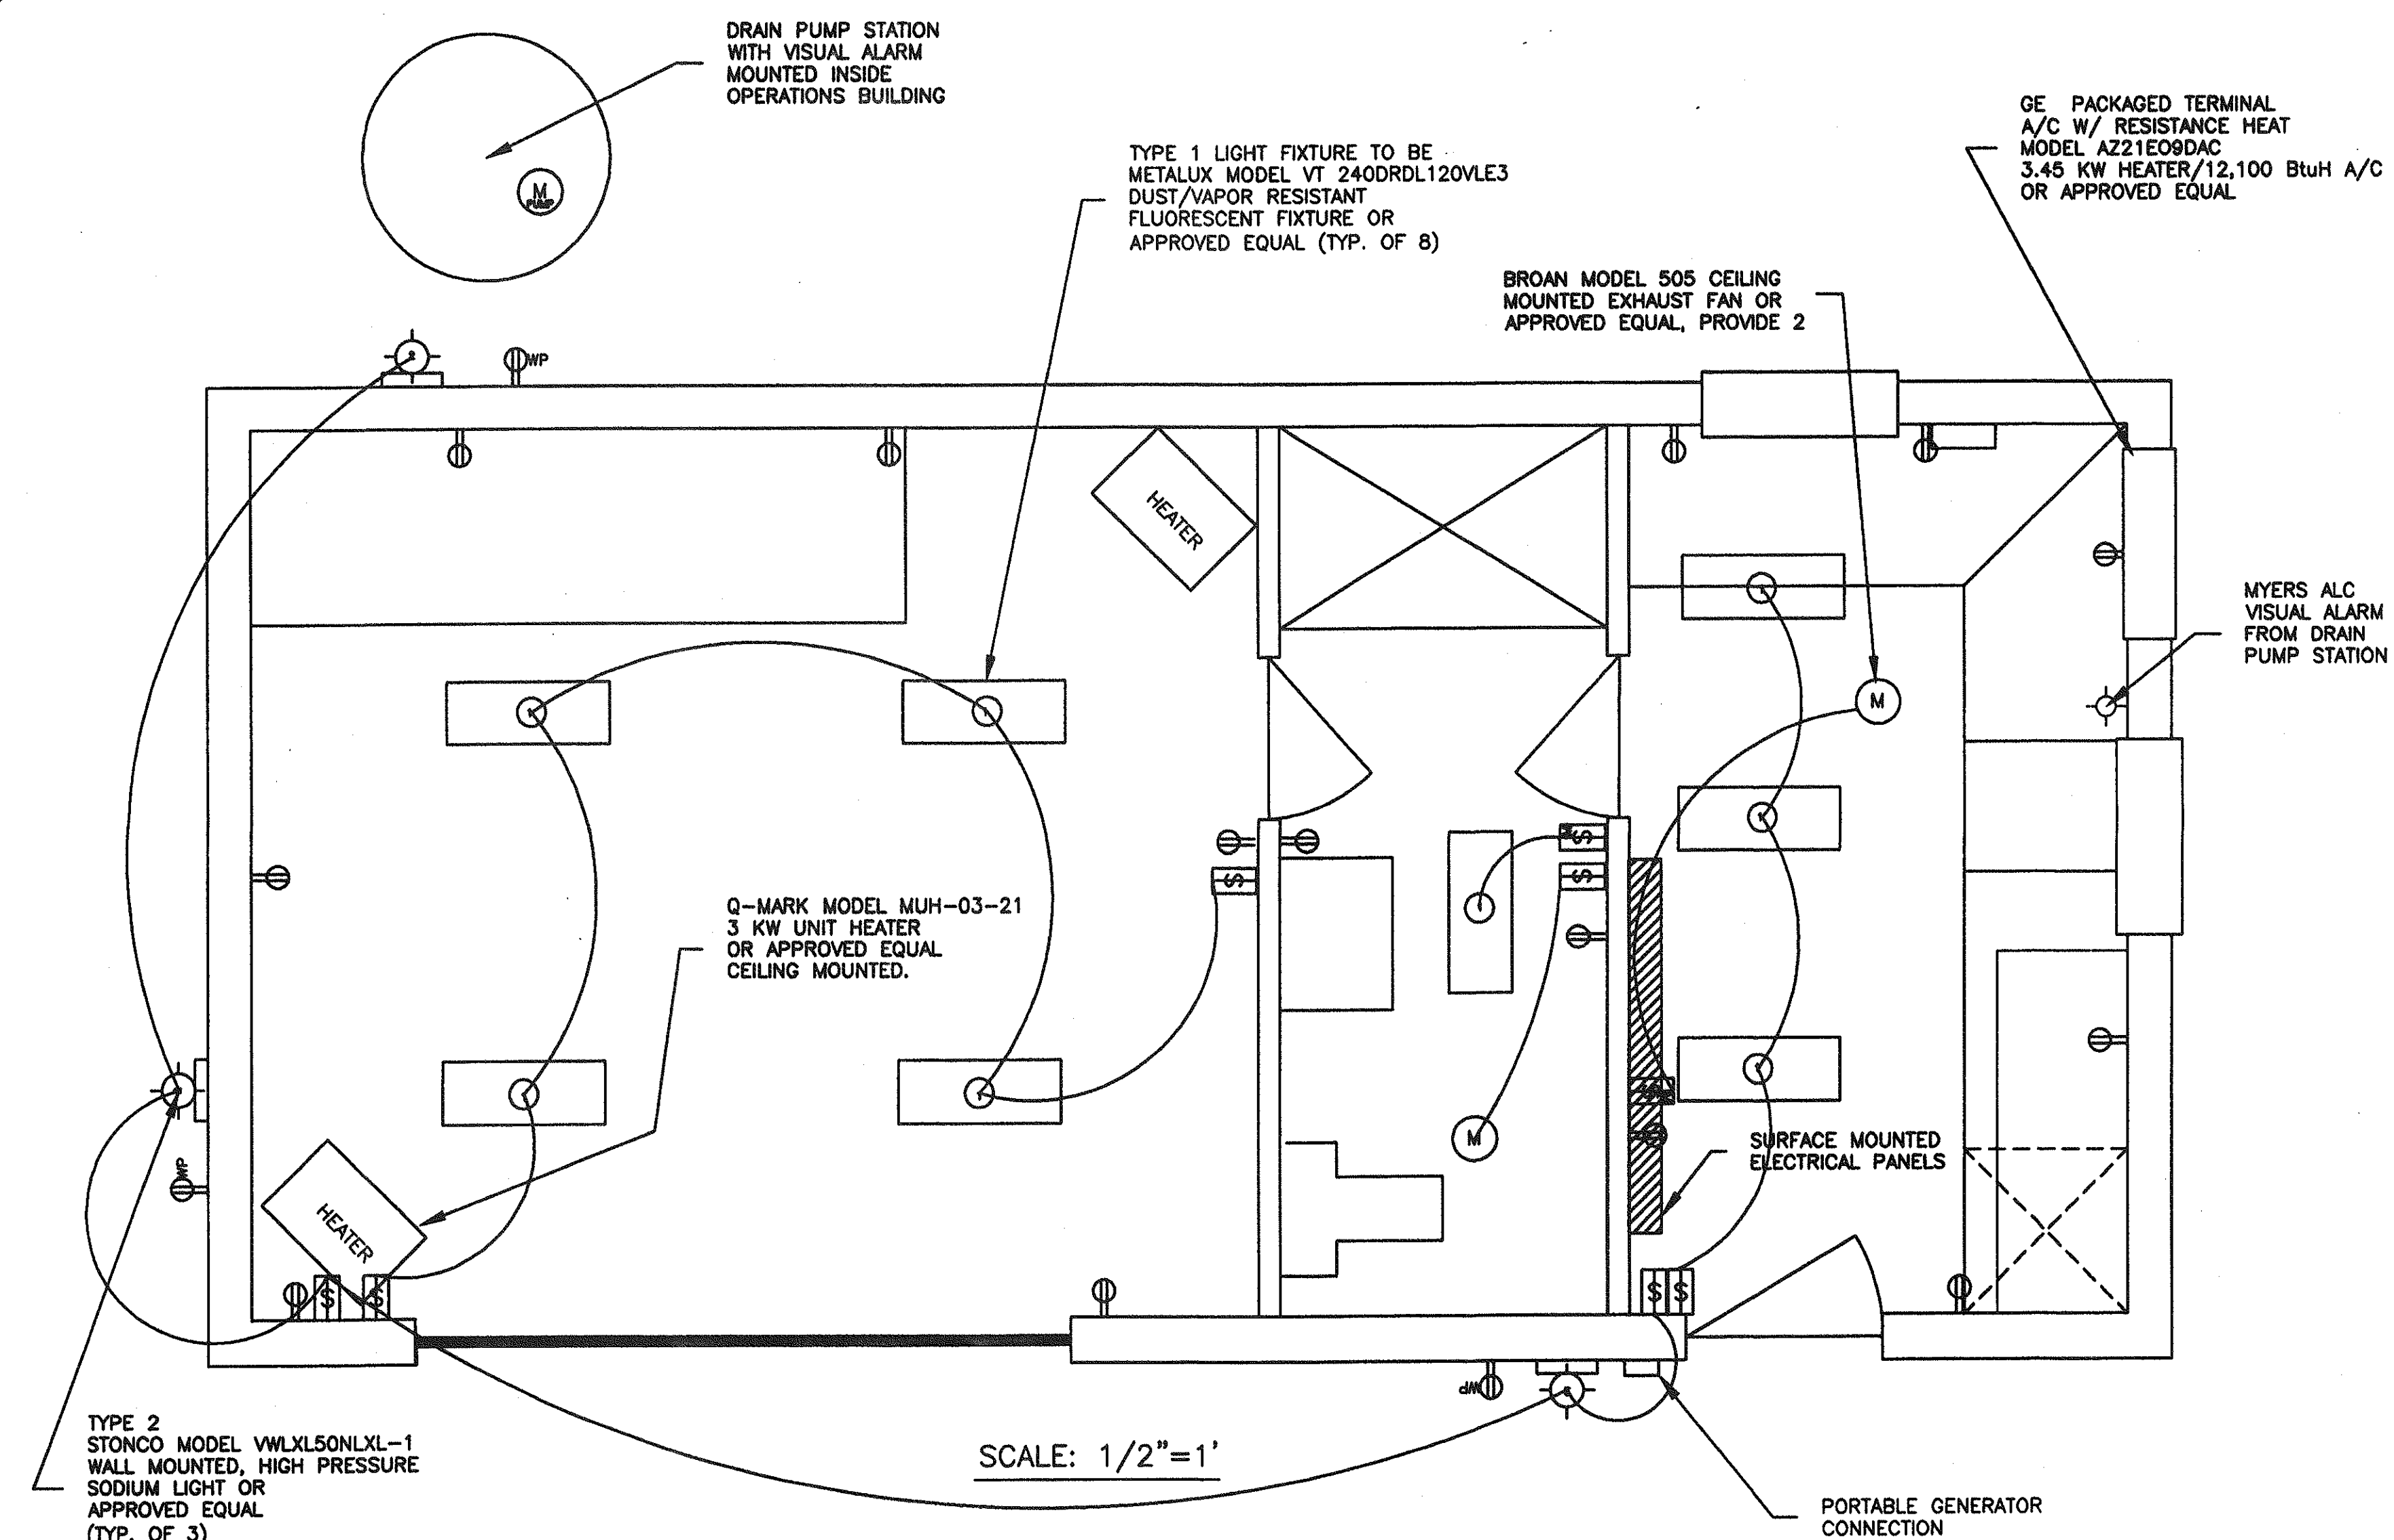 DRAIN PUMP STATION
WITH VISUAL ALARM
MOUNTED INSIDE
OPERATIONS BUILDING
M
PUMP
GE PACKAGED TERMINAL
A/C W/ RESISTANCE HEAT
MODEL AZ21E09DAC
3.45 KW HEATER/12,100 BtuH A/C
OR APPROVED EQUAL
TYPE 1 LIGHT FIXTURE TO BE
METALUX MODEL VT 240DRDL120VLE3
DUST/VAPOR RESISTANT
FLUORESCENT FIXTURE OR
APPROVED EQUAL (TYP. OF 8)
BROAN MODEL 505 CEILING
MOUNTED EXHAUST FAN OR
APPROVED EQUAL, PROVIDE 2
WP
HEATER
MYERS ALC
VISUAL ALARM
FROM DRAIN
PUMP STATION
M
S
S
S
Q-MARK MODEL MUH-03-21
3 KW UNIT HEATER
OR APPROVED EQUAL
CEILING MOUNTED.
M
SURFACE MOUNTED
ELECTRICAL PANELS
WP
HEATER
S
S
S
S
WP
TYPE 2
STONCO MODEL VWLXL50NLXL-1
WALL MOUNTED, HIGH PRESSURE
SODIUM LIGHT OR
APPROVED EQUAL
(TYP. OF 3)
SCALE: 1/2"=1'
PORTABLE GENERATOR
CONNECTION